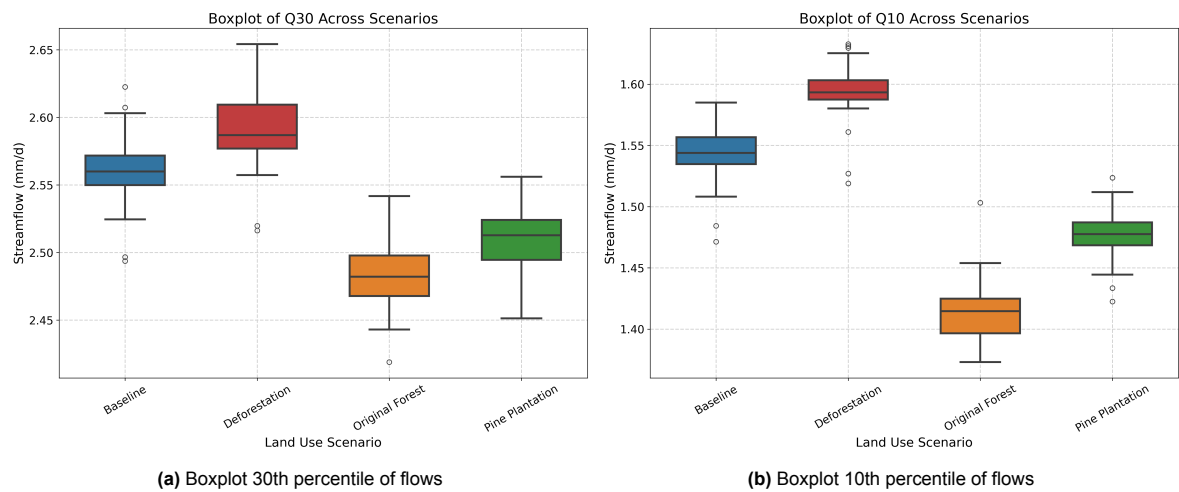 Boxplot of Q30 Across Scenarios
Streamflow (mm/d)
2.65
2.60
2.55
2.50
2.45
Baseline
Deforestation
Original Forest
Pine Plantation
Land Use Scenario
(a) Boxplot 30th percentile of flows
Boxplot of Q10 Across Scenarios
Streamflow (mm/d)
1.60
1.55
1.50
1.45
1.40
Baseline
Deforestation
Original Forest
Pine Plantation
Land Use Scenario
(b) Boxplot 10th percentile of flows